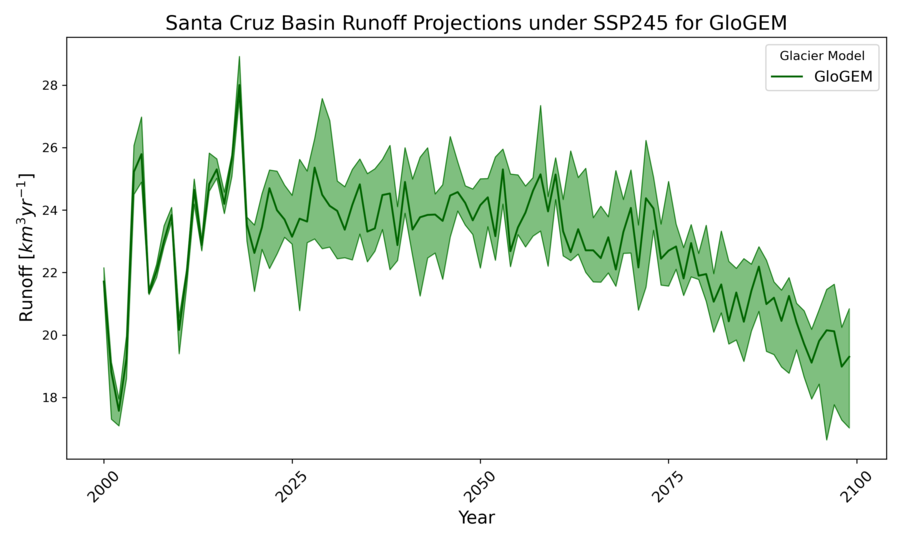 Santa Cruz Basin Runoff Projections under SSP245 for GloGEM
Glacier Model
GloGEM
Runoff [km³yr⁻¹]
28
26
24
22
20
18
2000
2025
2050
2075
2100
Year